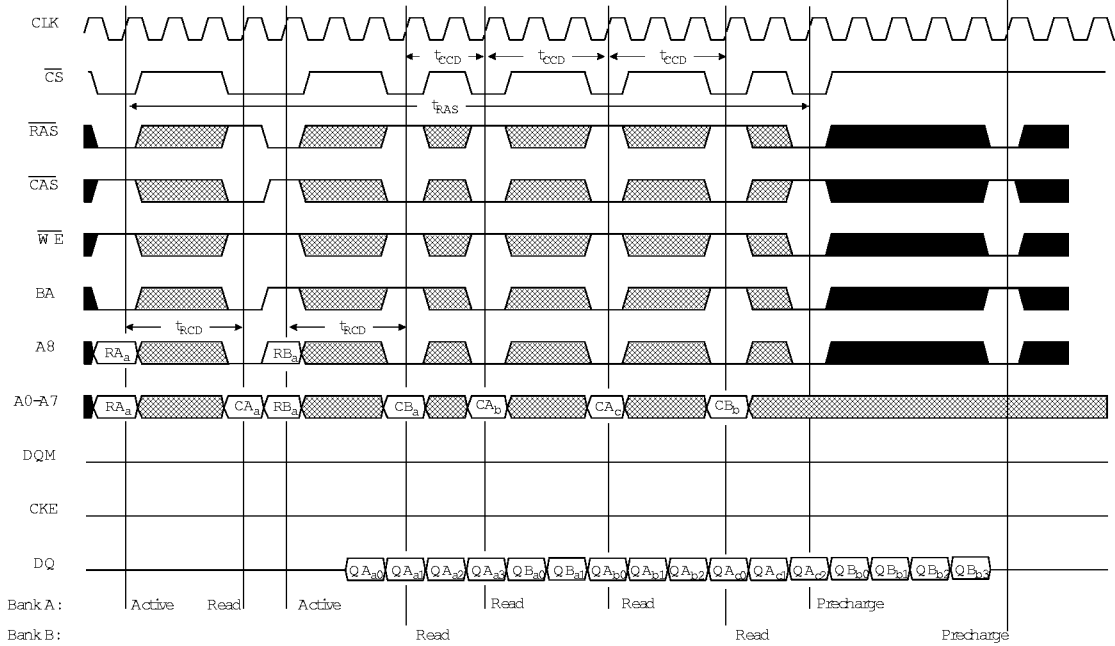 CLK
tCCD tCCD tCCD
CS
tRAS
RAS
CAS
W E
BA
tRCD tRCD
A8 RAa RBa
A0-A7 RAa CAa RBa CBa CAb CAc CBb
DQM
CKE
DQ QAa0 QAa1 QAa2 QAa3 QBa0 QBa1 QAb0 QAb1 QAb2 QAc0 QAc1 QAc2 QBb0 QBb1 QBb2 QBb3
Bank A: Active Read Active Read Read Precharge
Bank B: Read Read Precharge